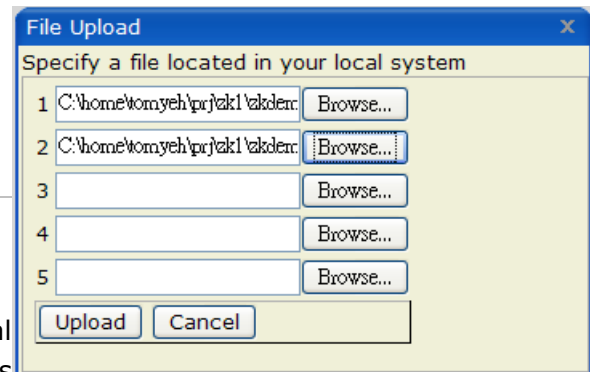 File Upload x
Specify a file located in your local system
1 C:\home\tomyeh\prj\zk1\zkdem Browse...
2 C:\home\tomyeh\prj\zk1\zkdem Browse...
3 Browse...
4 Browse...
5 Browse...
Upload Cancel